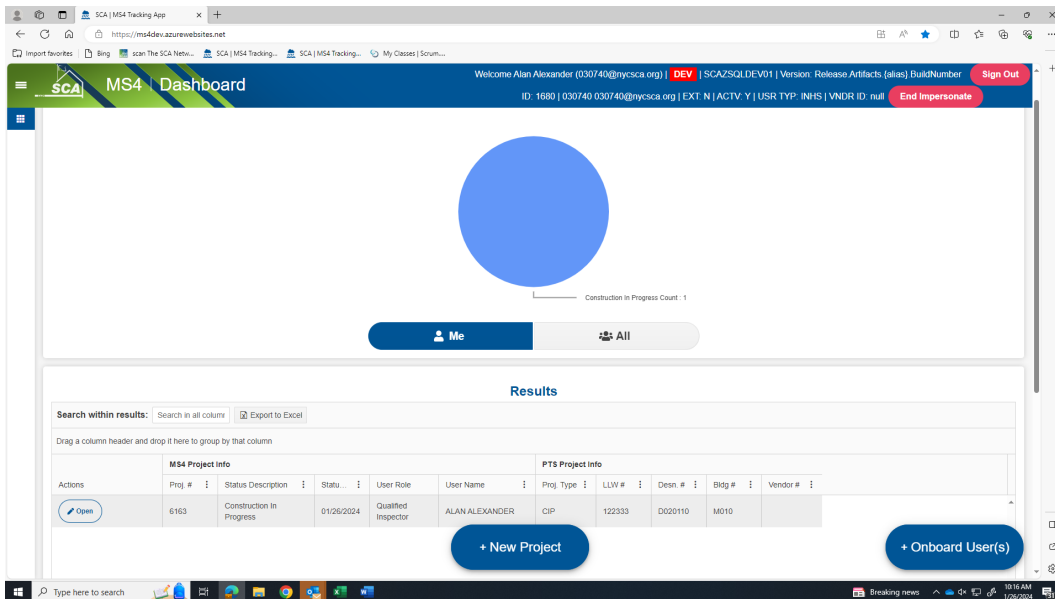 SCA | MS4 Tracking App
https://ms4dev.azurewebsites.net
Import favorites Bing scan The SCA Netw... SCA | MS4 Tracking... SCA | MS4 Tracking... My Classes | Scrum....
SCA MS4 | Dashboard
Welcome Alan Alexander (030740@nycsca.org) | DEV | SCAZSQLDEV01 | Version: Release.Artifacts.{alias}.BuildNumber Sign Out
ID: 1680 | 030740 030740@nycsca.org | EXT: N | ACTV: Y | USR TYP: INHS | VNDR ID: null End Impersonate
Construction In Progress Count : 1
Me All
Results
Search within results: Search in all colum Export to Excel
Drag a column header and drop it here to group by that column
MS4 Project Info PTS Project Info
Actions Proj. # Status Description Statu... User Role User Name Proj. Type LLW # Desn. # Bldg # Vendor #
Open 6163 Construction In Progress 01/26/2024 Qualified Inspector ALAN ALEXANDER CIP 122333 D020110 M010
+ New Project + Onboard User(s)
Type here to search Breaking news 10:16 AM
1/26/2024